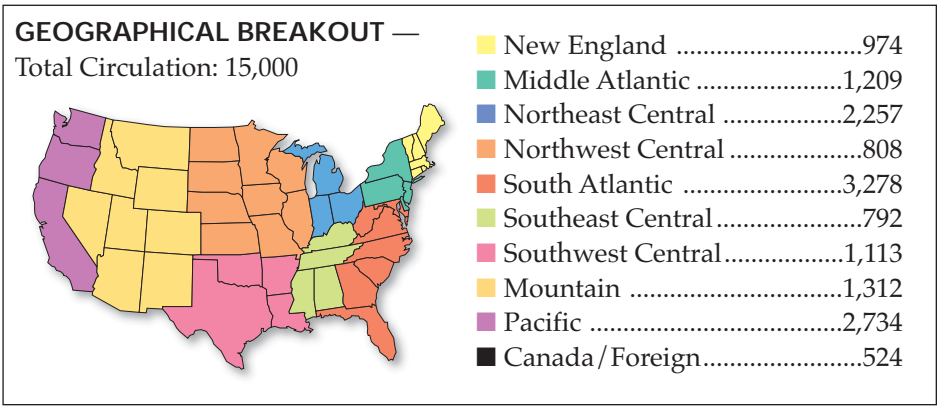 GEOGRAPHICAL BREAKOUT —
Total Circulation: 15,000
New England ..........................974
Middle Atlantic ......................1,209
Northeast Central ..................2,257
Northwest Central ....................808
South Atlantic ........................3,278
Southeast Central.....................792
Southwest Central.................1,113
Mountain ...............................1,312
Pacific .....................................2,734
Canada/Foreign.......................524